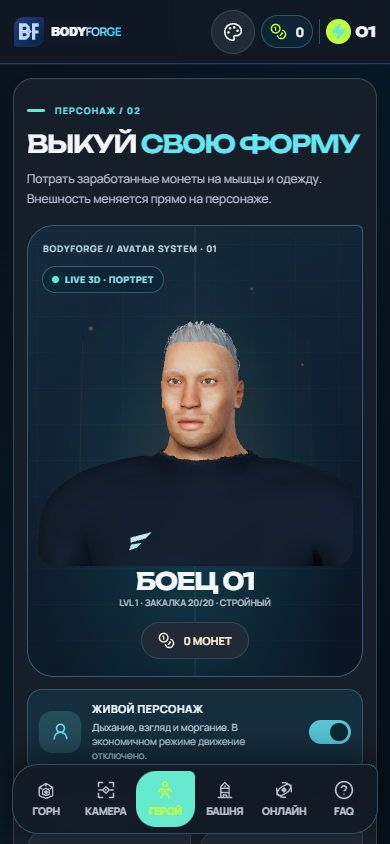 BF BODYFORGE
0
01
ПЕРСОНАЖ / 02
ВЫКУЙ СВОЮ ФОРМУ
Потрать заработанные монеты на мышцы и одежду.
Внешность меняется прямо на персонаже.
BODYFORGE // AVATAR SYSTEM · 01
LIVE 3D · ПОРТРЕТ
БОЕЦ 01
LVL 1 · ЗАКАЛКА 20/20 · СТРОЙНЫЙ
0 МОНЕТ
ЖИВОЙ ПЕРСОНАЖ
Дыхание, взгляд и моргание. В
экономичном режиме движение
отключено.
ГОРН
КАМЕРА
ГЕРОЙ
БАШНЯ
ОНЛАЙН
FAQ